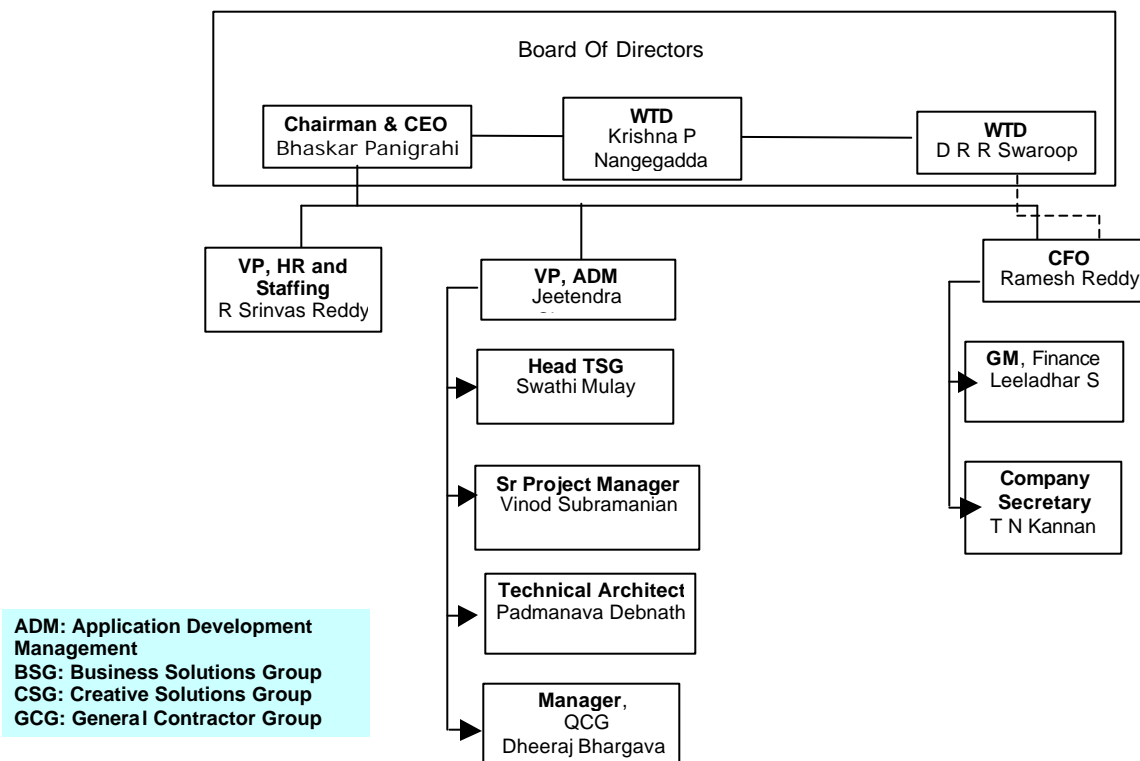 Board Of Directors
Chairman & CEO
Bhaskar Panigrahi
WTD
Krishna P
Nangegadda
WTD
D R R Swaroop
VP, HR and
Staffing
R Srinvas Reddy
VP, ADM
Jeetendra
CFO
Ramesh Reddy
Head TSG
Swathi Mulay
GM, Finance
Leeladhar S
Sr Project Manager
Vinod Subramanian
Company
Secretary
T N Kannan
Technical Architect
Padmanava Debnath
Manager,
QCG
Dheeraj Bhargava
ADM: Application Development
Management
BSG: Business Solutions Group
CSG: Creative Solutions Group
GCG: General Contractor Group